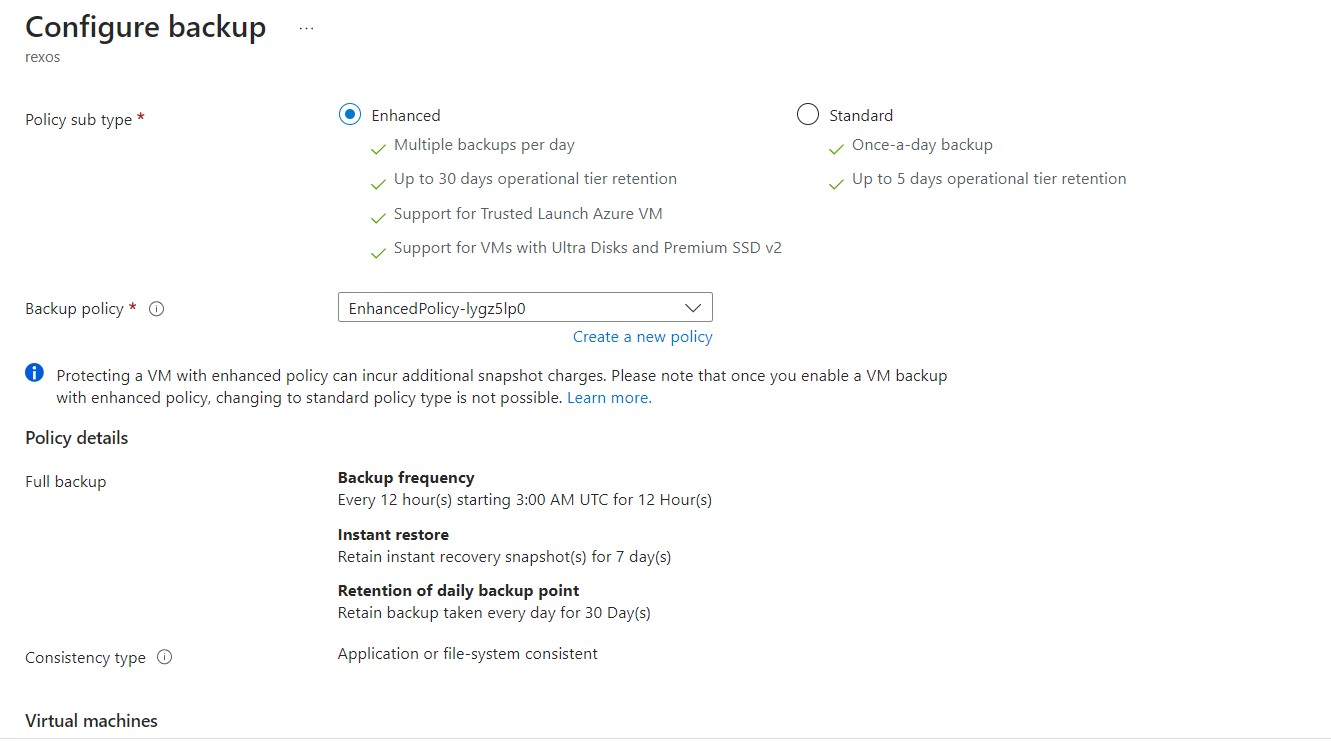 Configure backup ...
rexos
Policy sub type *
Enhanced
Multiple backups per day
Up to 30 days operational tier retention
Support for Trusted Launch Azure VM
Support for VMs with Ultra Disks and Premium SSD v2
Standard
Once-a-day backup
Up to 5 days operational tier retention
Backup policy *
EnhancedPolicy-lygz5lp0
Create a new policy
Protecting a VM with enhanced policy can incur additional snapshot charges. Please note that once you enable a VM backup
with enhanced policy, changing to standard policy type is not possible. Learn more.
Policy details
Full backup
Backup frequency
Every 12 hour(s) starting 3:00 AM UTC for 12 Hour(s)
Instant restore
Retain instant recovery snapshot(s) for 7 day(s)
Retention of daily backup point
Retain backup taken every day for 30 Day(s)
Consistency type
Application or file-system consistent
Virtual machines